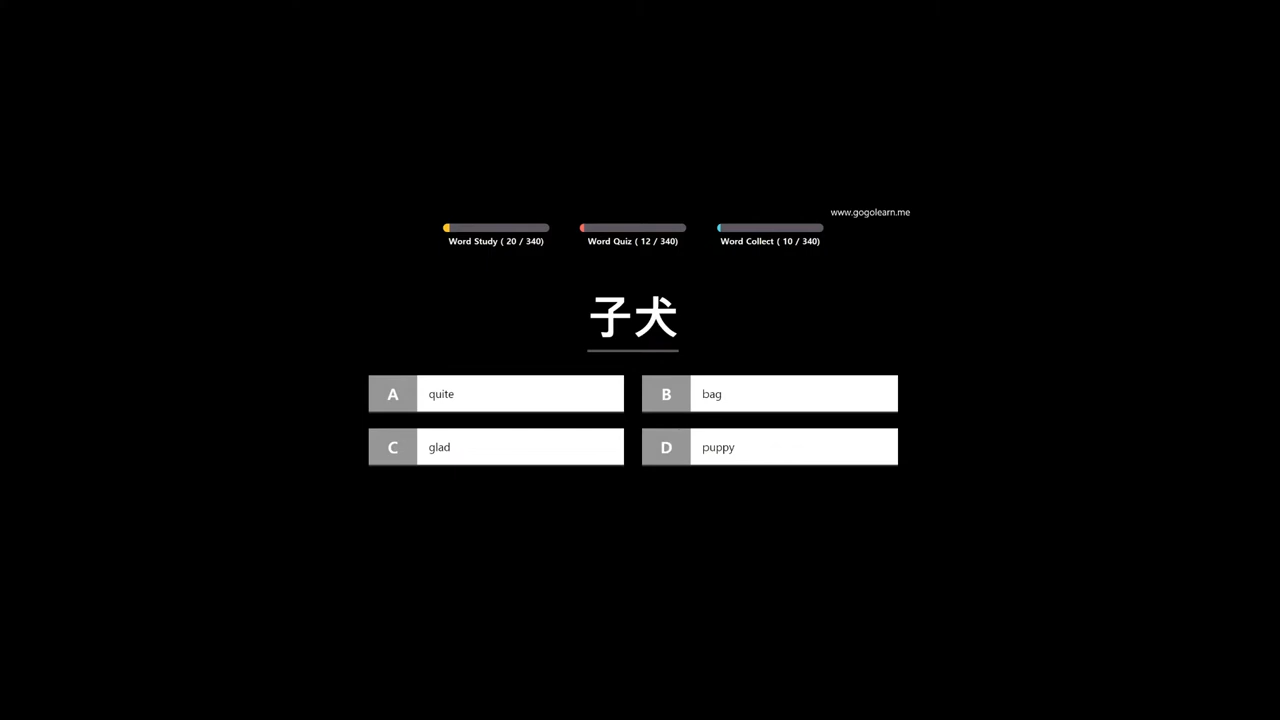 www.gogolearn.me
Word Study ( 20 / 340)
Word Quiz ( 12 / 340)
Word Collect ( 10 / 340)
子犬
A quite
B bag
C glad
D puppy